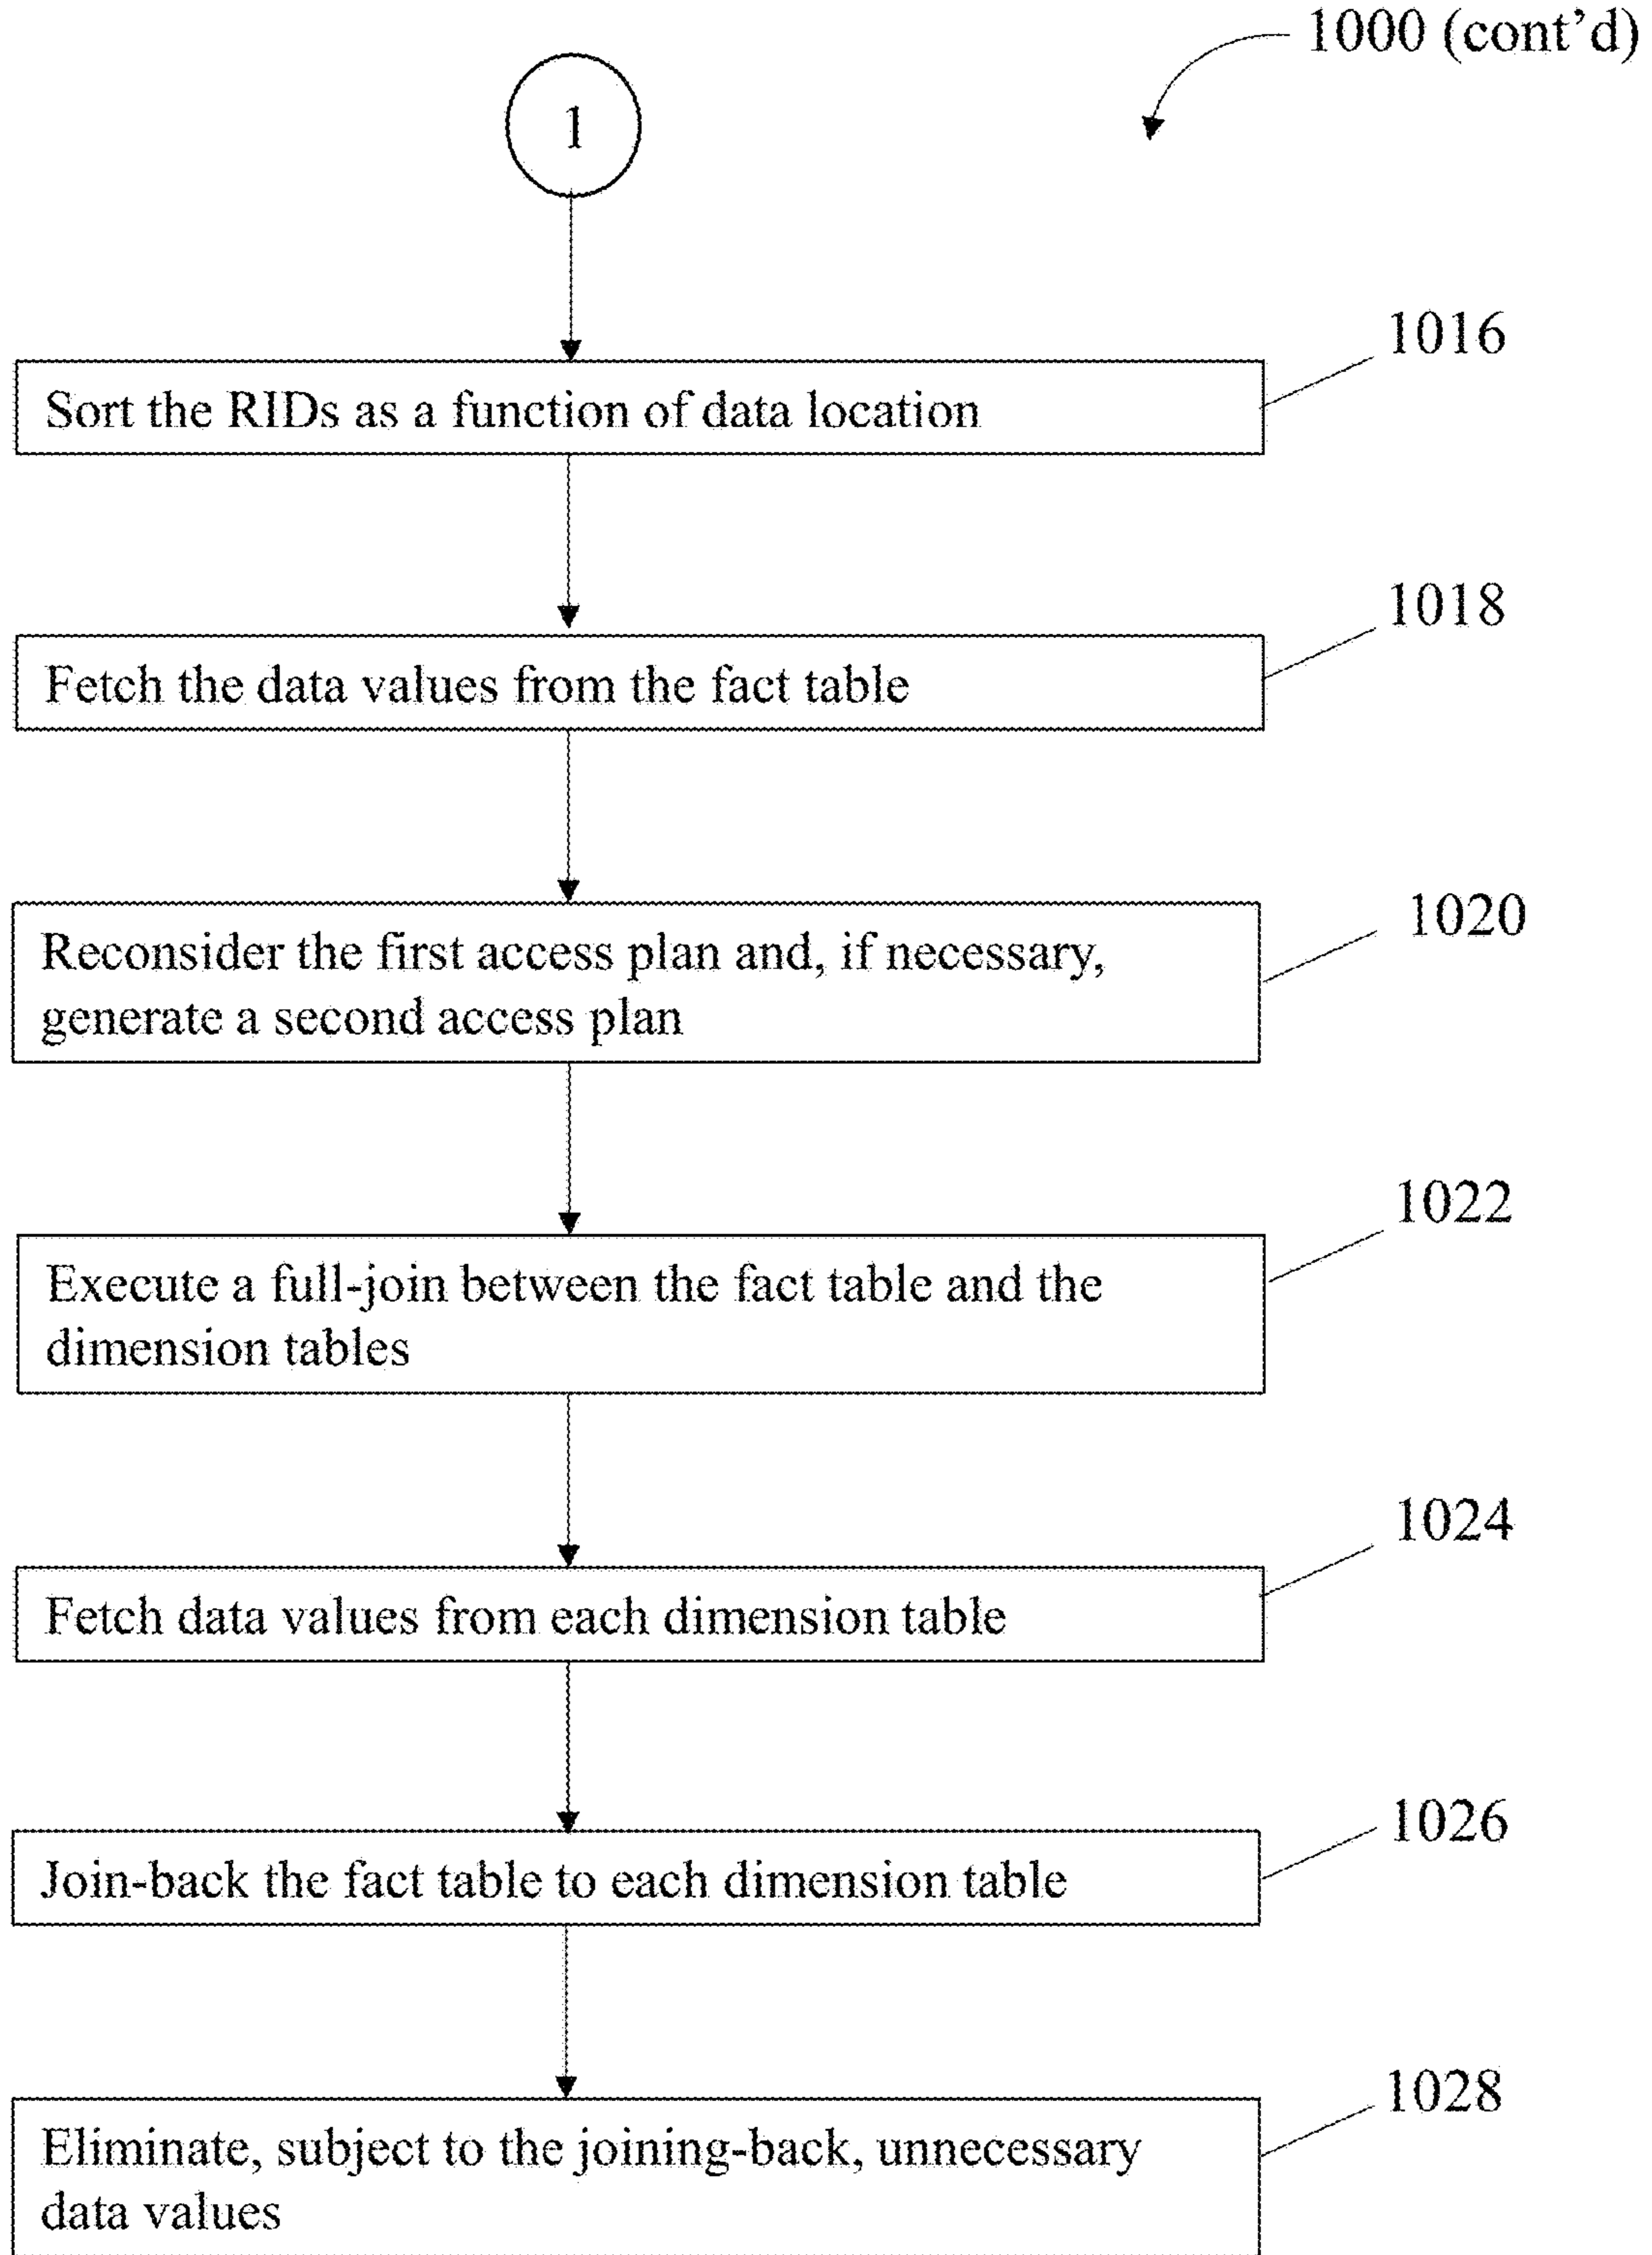 1000 (cont’d)
1
1016
Sort the RIDs as a function of data location
1018
Fetch the data values from the fact table
1020
Reconsider the first access plan and, if necessary,
generate a second access plan
1022
Execute a full-join between the fact table and the
dimension tables
1024
Fetch data values from each dimension table
1026
Join-back the fact table to each dimension table
1028
Eliminate, subject to the joining-back, unnecessary
data values